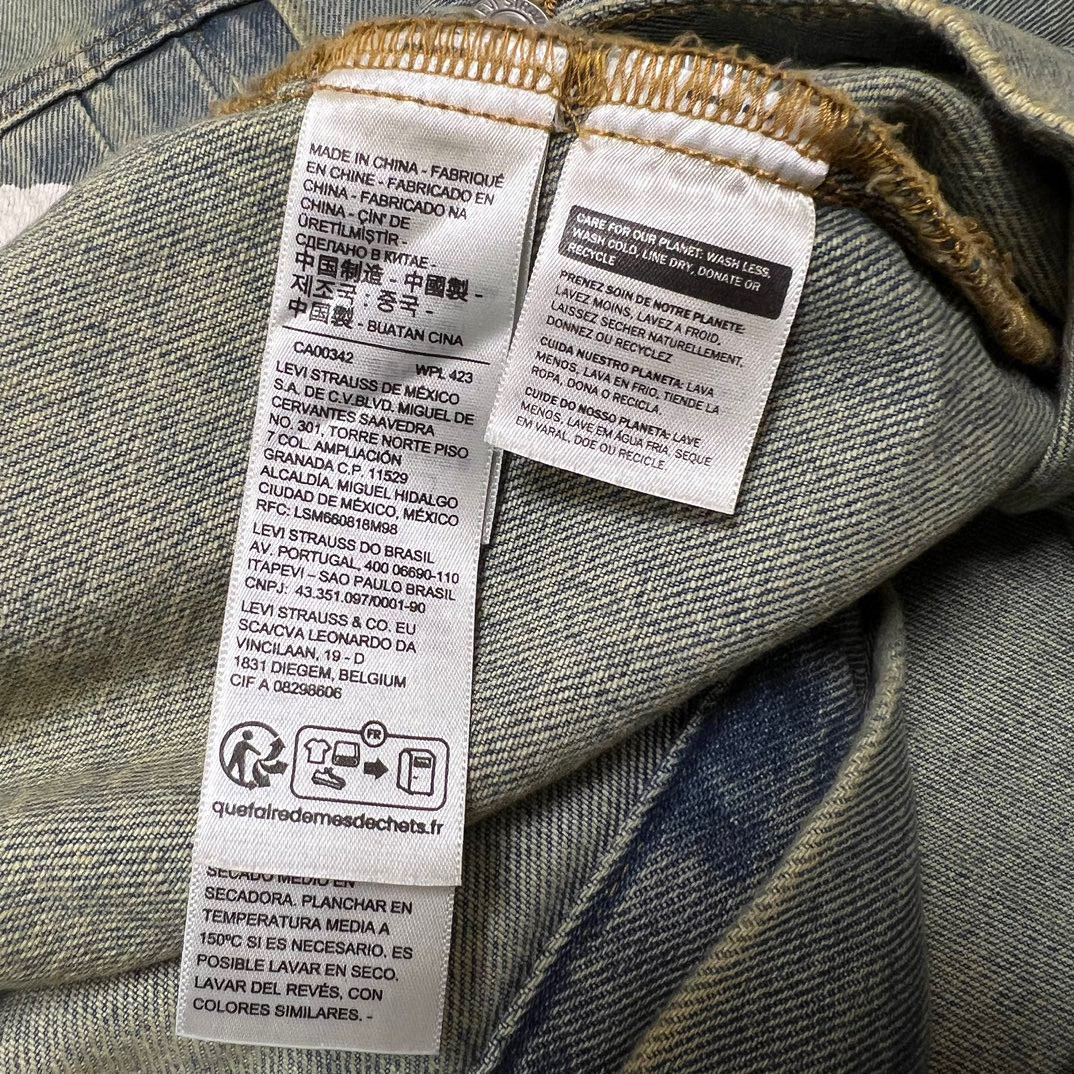 MADE IN CHINA - FABRIQUÉ
EN CHINE - FABRICADO EN
CHINA - FABRICADO NA
CHINA - ÇIN' DE
ÜRETİLMİŞTİR -
СДЕЛАНО В КИТАЕ -
中国制造 - 中國製 -
제조국 : 중국 -
中国製 - BUATAN CINA
CA00342 WPL 423
LEVI STRAUSS DE MÉXICO
S.A. DE C.V.BLVD. MIGUEL DE
CERVANTES SAAVEDRA
NO. 301, TORRE NORTE PISO
7 COL. AMPLIACIÓN
GRANADA C.P. 11529
ALCALDÍA. MIGUEL HIDALGO
CIUDAD DE MÉXICO, MÉXICO
RFC: LSM660818M98
LEVI STRAUSS DO BRASIL
AV. PORTUGAL, 400 06690-110
ITAPEVI – SAO PAULO BRASIL
CNPJ: 43.351.097/0001-90
LEVI STRAUSS & CO. EU
SCA/CVA LEONARDO DA
VINCILAAN, 19 - D
1831 DIEGEM, BELGIUM
CIF A 08298606
FR
quefairedemesdechets.fr
SECADO MEDIO EN
SECADORA. PLANCHAR EN
TEMPERATURA MEDIA A
150ºC SI ES NECESARIO. ES
POSIBLE LAVAR EN SECO.
LAVAR DEL REVÉS, CON
COLORES SIMILARES. -
CARE FOR OUR PLANET: WASH LESS,
WASH COLD, LINE DRY, DONATE OR
RECYCLE
PRENEZ SOIN DE NOTRE PLANETE:
LAVEZ MOINS, LAVEZ A FROID,
LAISSEZ SECHER NATURELLEMENT,
DONNEZ OU RECYCLEZ
CUIDA NUESTRO PLANETA: LAVA
MENOS, LAVA EN FRIO, TIENDE LA
ROPA, DONA O RECICLA.
CUIDE DO NOSSO PLANETA: LAVE
MENOS, LAVE EM ÁGUA FRIA, SEQUE
EM VARAL, DOE OU RECICLE